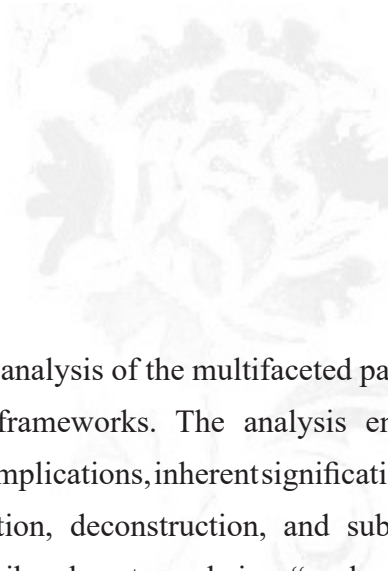 analysis of the multifaceted pa
frameworks. The analysis en
mplications, inherent significati
tion, deconstruction, and sub